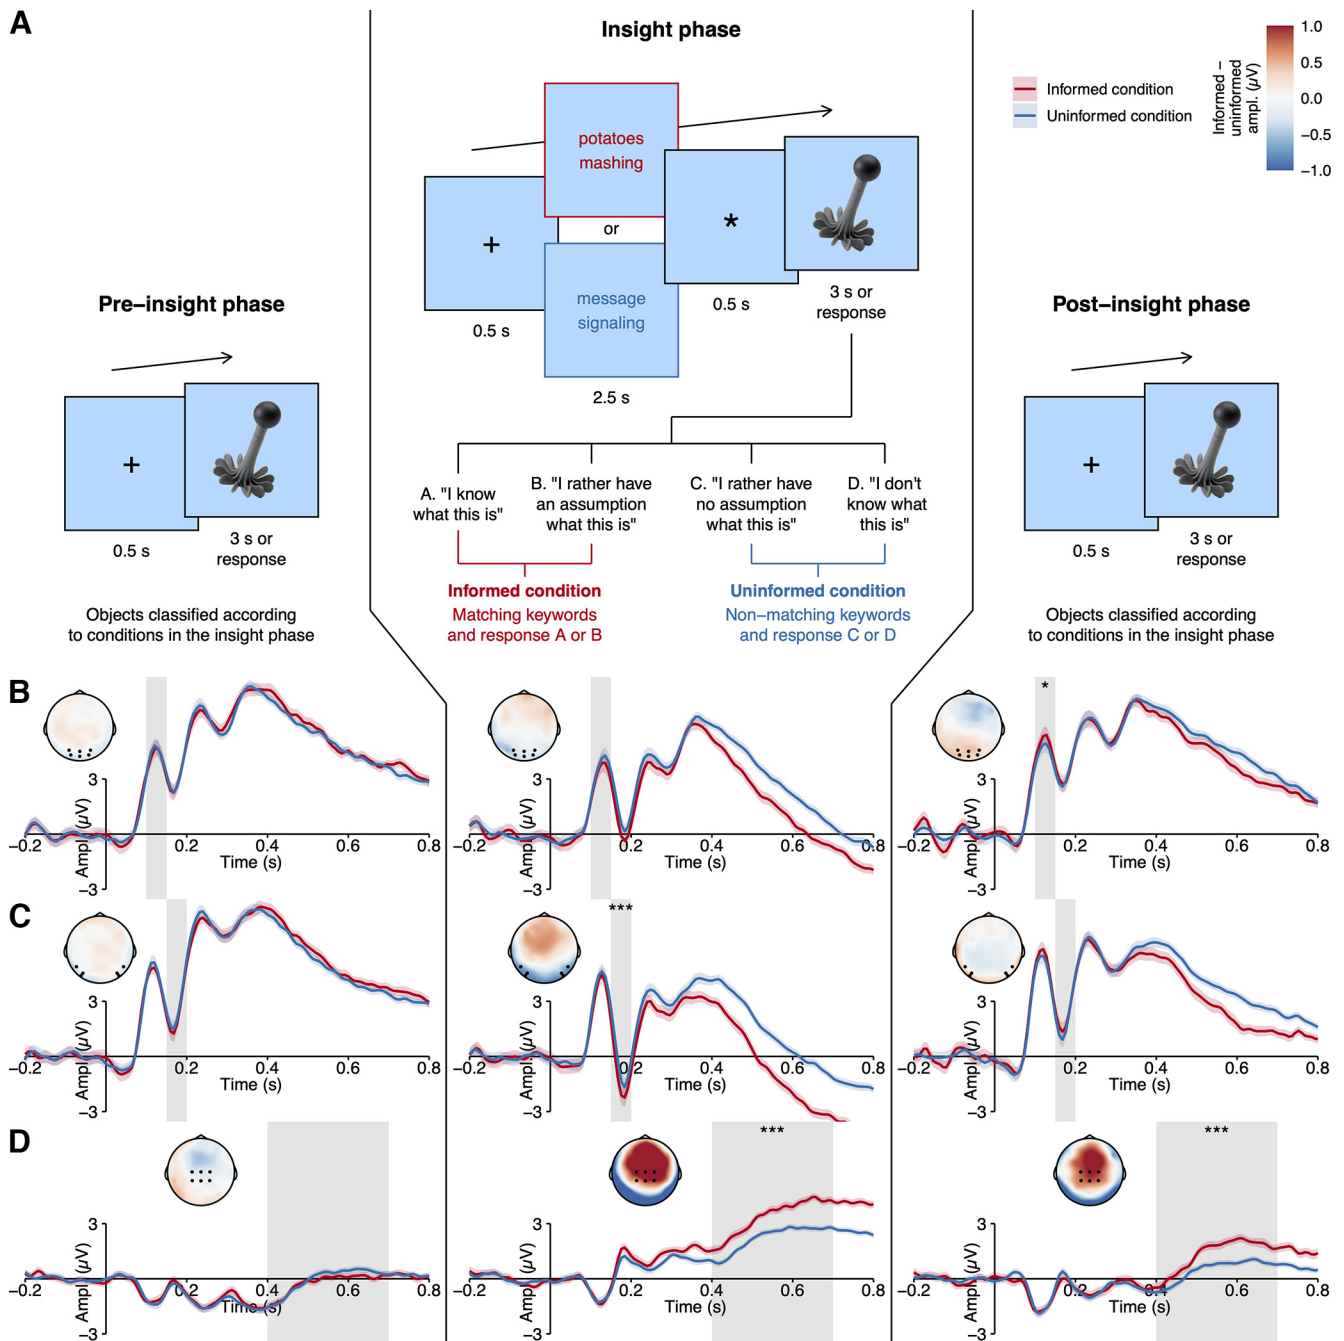 A
Insight phase
potatoes
mashing
or
message
signaling
+
*
0.5 s
2.5 s
0.5 s
3 s or
response
1.0
0.5
0.0
−0.5
−1.0
Informed −
uninformed
ampl. (µV)
Informed condition
Uninformed condition
Pre−insight phase
+
0.5 s
3 s or
response
Objects classified according
to conditions in the insight phase
A. "I know
what this is"
B. "I rather have
an assumption
what this is"
C. "I rather have
no assumption
what this is"
D. "I don't
know what
this is"
Informed condition
Matching keywords
and response A or B
Uninformed condition
Non−matching keywords
and response C or D
Post−insight phase
+
0.5 s
3 s or
response
Objects classified according
to conditions in the insight phase
B
3
−3
Ampl. (µV)
−0.2
0.2
0.4
0.6
0.8
Time (s)
3
−3
Ampl. (µV)
−0.2
0.2
0.4
0.6
0.8
Time (s)
*
3
−3
Ampl. (µV)
−0.2
0.2
0.4
0.6
0.8
Time (s)
C
3
−3
Ampl. (µV)
−0.2
0.2
0.4
0.6
0.8
Time (s)
***
3
−3
Ampl. (µV)
−0.2
0.2
0.4
0.6
0.8
Time (s)
3
−3
Ampl. (µV)
−0.2
0.2
0.4
0.6
0.8
Time (s)
D
3
−3
Ampl. (µV)
−0.2
0.2
0.4
0.6
0.8
Time (s)
***
3
−3
Ampl. (µV)
−0.2
0.2
0.4
0.6
0.8
Time (s)
***
3
−3
Ampl. (µV)
−0.2
0.2
0.4
0.6
0.8
Time (s)